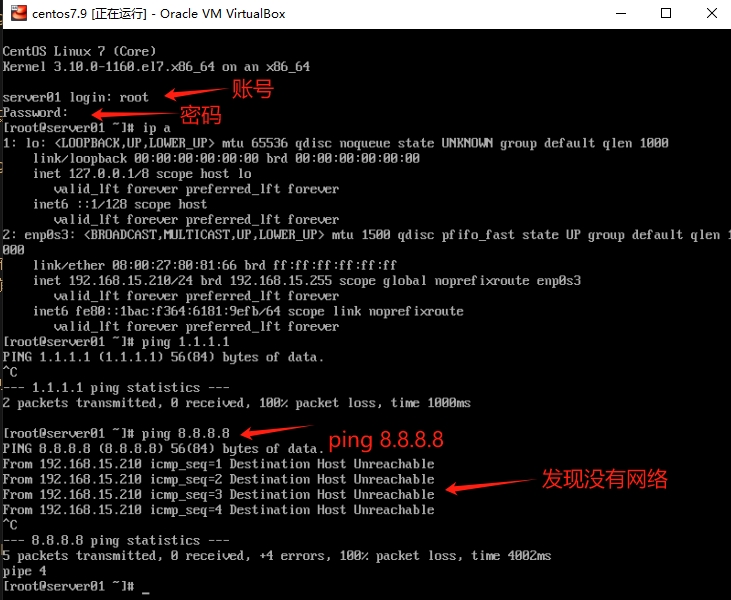 centos7.9 [正在运行] - Oracle VM VirtualBox
CentOS Linux 7 (Core)
Kernel 3.10.0-1160.el7.x86_64 on an x86_64
server01 login: root
账号
Password:
密码
[root@server01 ~]# ip a
1: lo: <LOOPBACK,UP,LOWER_UP> mtu 65536 qdisc noqueue state UNKNOWN group default qlen 1000
    link/loopback 00:00:00:00:00:00 brd 00:00:00:00:00:00
    inet 127.0.0.1/8 scope host lo
       valid_lft forever preferred_lft forever
    inet6 ::1/128 scope host
       valid_lft forever preferred_lft forever
2: enp0s3: <BROADCAST,MULTICAST,UP,LOWER_UP> mtu 1500 qdisc pfifo_fast state UP group default qlen 1
000
    link/ether 08:00:27:80:81:66 brd ff:ff:ff:ff:ff:ff
    inet 192.168.15.210/24 brd 192.168.15.255 scope global noprefixroute enp0s3
       valid_lft forever preferred_lft forever
    inet6 fe80::1bac:f364:6181:9efb/64 scope link noprefixroute
       valid_lft forever preferred_lft forever
[root@server01 ~]# ping 1.1.1.1
PING 1.1.1.1 (1.1.1.1) 56(84) bytes of data.
^C
--- 1.1.1.1 ping statistics ---
2 packets transmitted, 0 received, 100% packet loss, time 1000ms
[root@server01 ~]# ping 8.8.8.8
ping 8.8.8.8
PING 8.8.8.8 (8.8.8.8) 56(84) bytes of data.
From 192.168.15.210 icmp_seq=1 Destination Host Unreachable
From 192.168.15.210 icmp_seq=2 Destination Host Unreachable
发现没有网络
From 192.168.15.210 icmp_seq=3 Destination Host Unreachable
From 192.168.15.210 icmp_seq=4 Destination Host Unreachable
^C
--- 8.8.8.8 ping statistics ---
5 packets transmitted, 0 received, +4 errors, 100% packet loss, time 4002ms
pipe 4
[root@server01 ~]# _